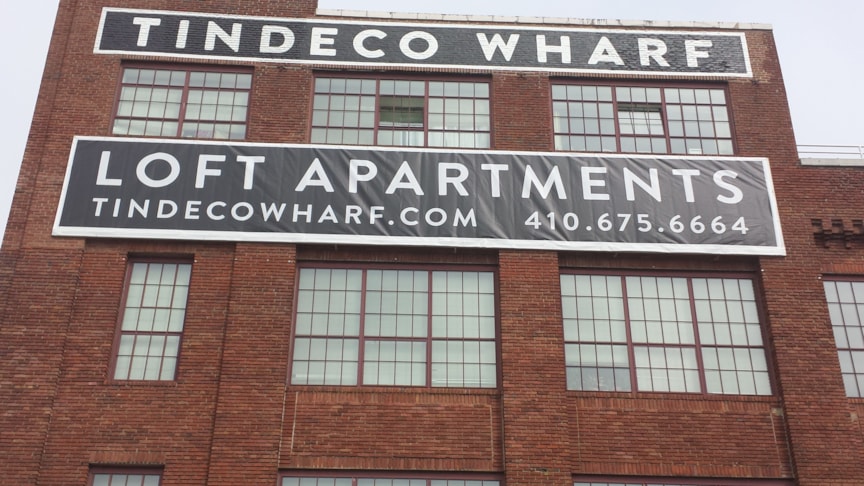 TINDECO WHARF
LOFT APARTMENTS
TINDECOWHARF.COM 410.675.6664